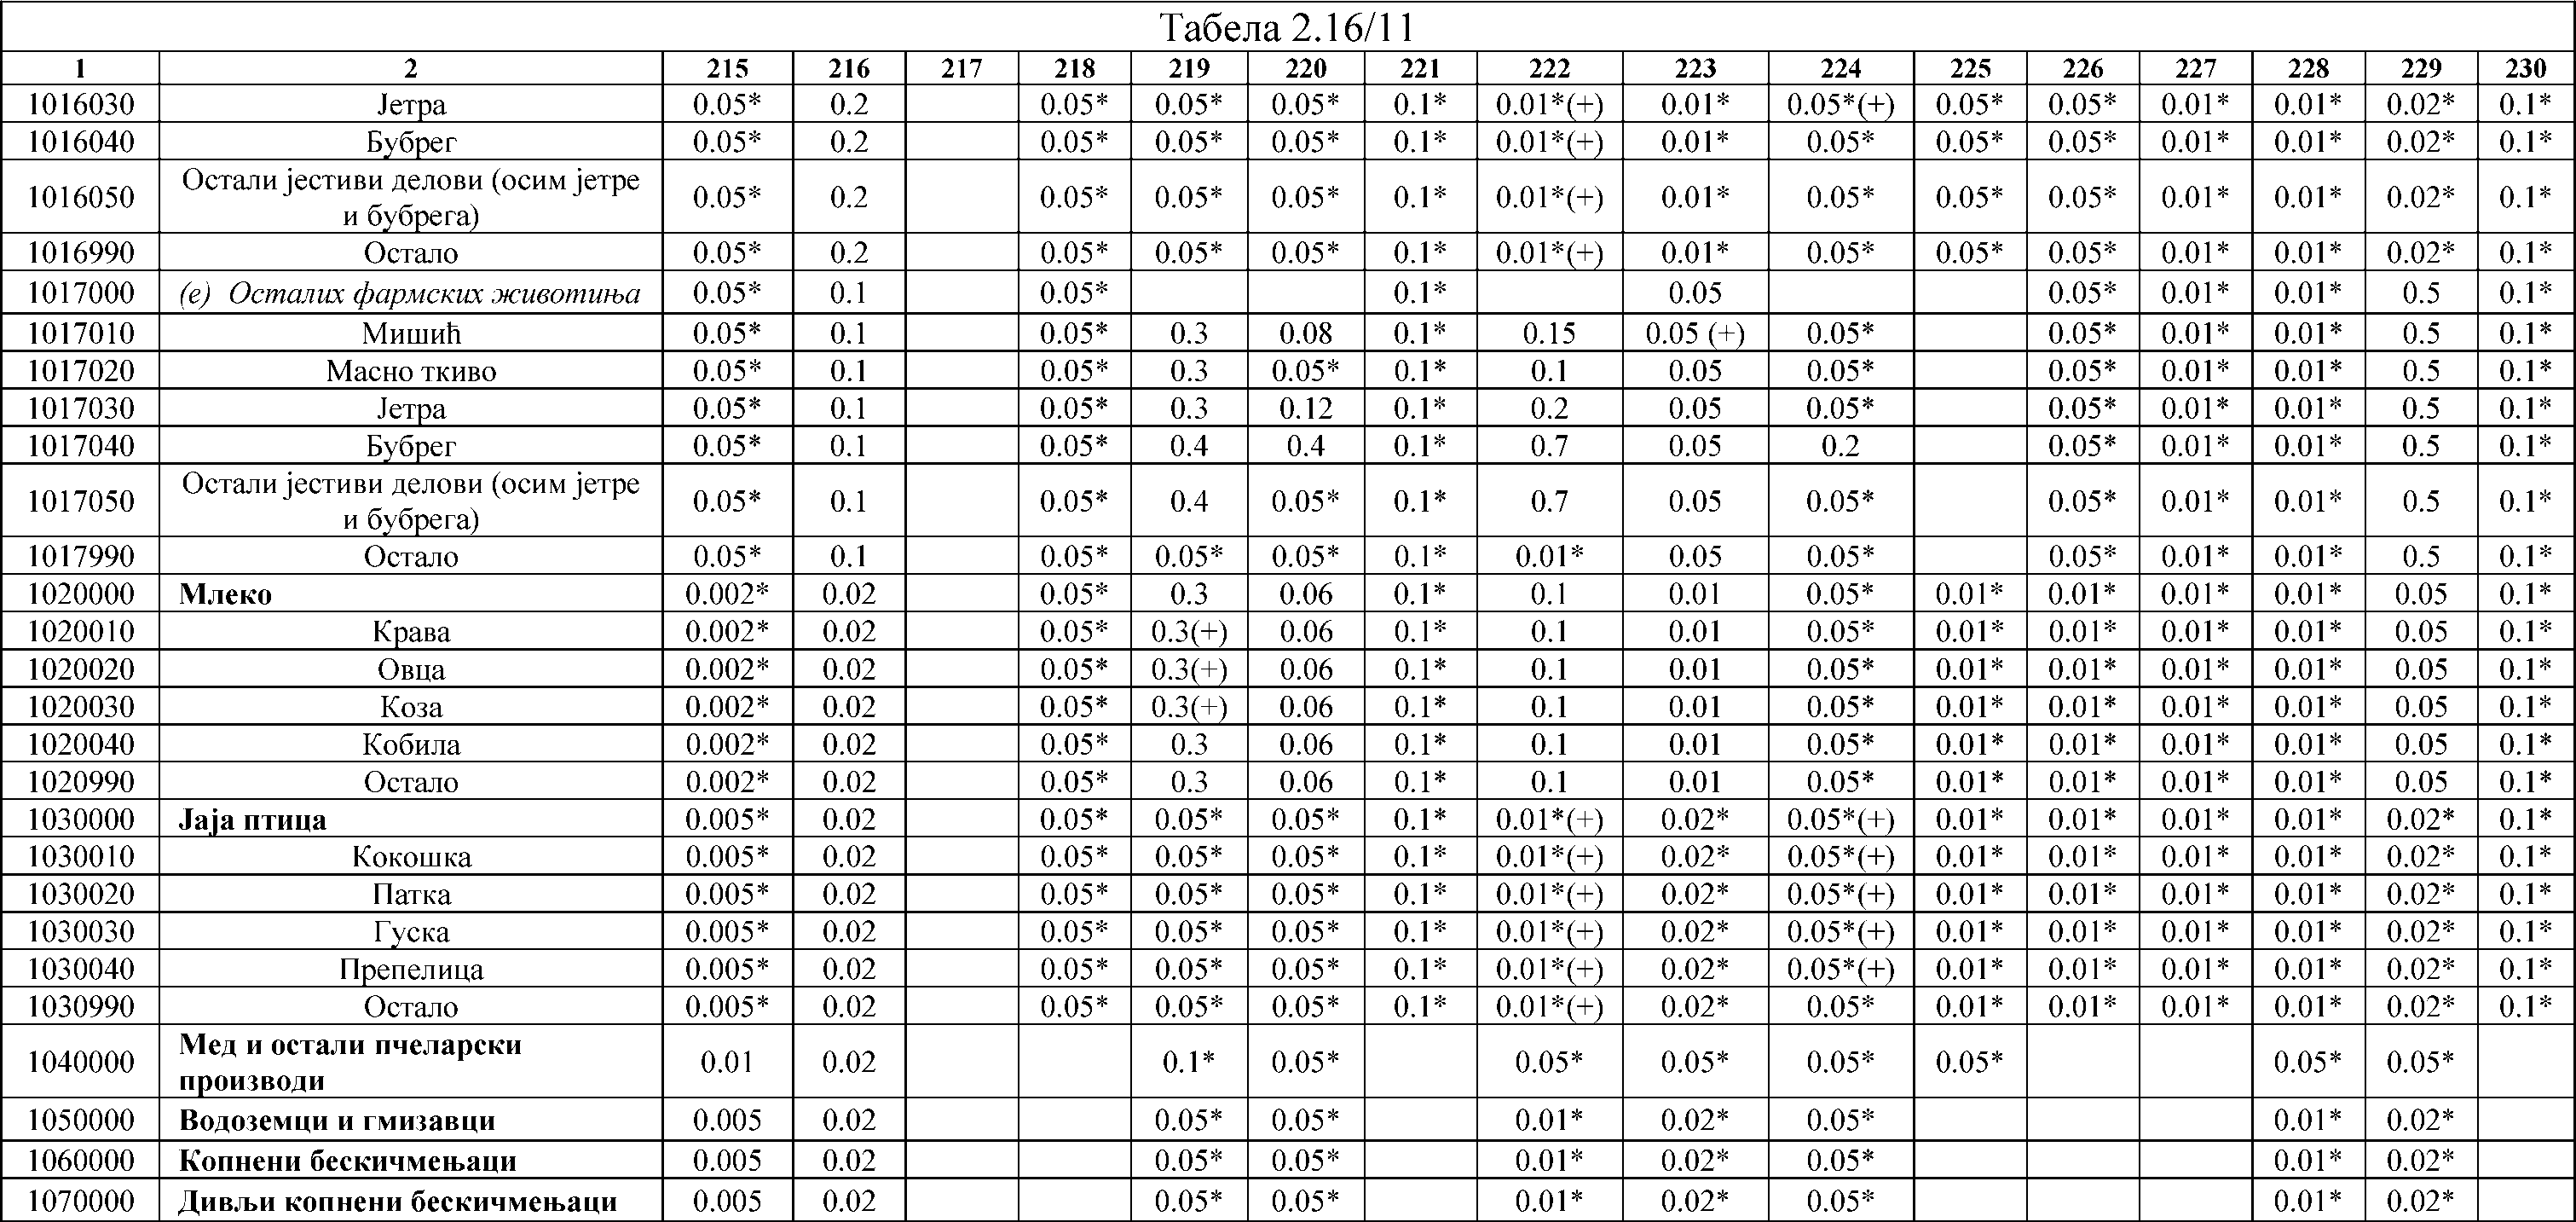 Табела 2.16/11
1 2 215 216 217 218 219 220 221 222 223 224 225 226 227 228 229 230
1016030 Јетра 0.05* 0.2 0.05* 0.05* 0.05* 0.1* 0.01*(+) 0.01* 0.05*(+) 0.05* 0.05* 0.01* 0.01* 0.02* 0.1*
1016040 Бубрег 0.05* 0.2 0.05* 0.05* 0.05* 0.1* 0.01*(+) 0.01* 0.05* 0.05* 0.05* 0.01* 0.01* 0.02* 0.1*
1016050 Остали јестиви делови (осим јетре
и бубрега) 0.05* 0.2 0.05* 0.05* 0.05* 0.1* 0.01*(+) 0.01* 0.05* 0.05* 0.05* 0.01* 0.01* 0.02* 0.1*
1016990 Остало 0.05* 0.2 0.05* 0.05* 0.05* 0.1* 0.01*(+) 0.01* 0.05* 0.05* 0.05* 0.01* 0.01* 0.02* 0.1*
1017000 (е) Осталих фармских животиња 0.05* 0.1 0.05* 0.1* 0.05 0.05* 0.01* 0.01* 0.5 0.1*
1017010 Мишић 0.05* 0.1 0.05* 0.3 0.08 0.1* 0.15 0.05 (+) 0.05* 0.05* 0.01* 0.01* 0.5 0.1*
1017020 Масно ткиво 0.05* 0.1 0.05* 0.3 0.05* 0.1* 0.1 0.05 0.05* 0.05* 0.01* 0.01* 0.5 0.1*
1017030 Јетра 0.05* 0.1 0.05* 0.3 0.12 0.1* 0.2 0.05 0.05* 0.05* 0.01* 0.01* 0.5 0.1*
1017040 Бубрег 0.05* 0.1 0.05* 0.4 0.4 0.1* 0.7 0.05 0.2 0.05* 0.01* 0.01* 0.5 0.1*
1017050 Остали јестиви делови (осим јетре
и бубрега) 0.05* 0.1 0.05* 0.4 0.05* 0.1* 0.7 0.05 0.05* 0.05* 0.01* 0.01* 0.5 0.1*
1017990 Остало 0.05* 0.1 0.05* 0.05* 0.05* 0.1* 0.01* 0.05 0.05* 0.05* 0.01* 0.01* 0.5 0.1*
1020000 Млеко 0.002* 0.02 0.05* 0.3 0.06 0.1* 0.1 0.01 0.05* 0.01* 0.01* 0.01* 0.01* 0.05 0.1*
1020010 Крава 0.002* 0.02 0.05* 0.3(+) 0.06 0.1* 0.1 0.01 0.05* 0.01* 0.01* 0.01* 0.01* 0.05 0.1*
1020020 Овца 0.002* 0.02 0.05* 0.3(+) 0.06 0.1* 0.1 0.01 0.05* 0.01* 0.01* 0.01* 0.01* 0.05 0.1*
1020030 Коза 0.002* 0.02 0.05* 0.3(+) 0.06 0.1* 0.1 0.01 0.05* 0.01* 0.01* 0.01* 0.01* 0.05 0.1*
1020040 Кобила 0.002* 0.02 0.05* 0.3 0.06 0.1* 0.1 0.01 0.05* 0.01* 0.01* 0.01* 0.01* 0.05 0.1*
1020990 Остало 0.002* 0.02 0.05* 0.3 0.06 0.1* 0.1 0.01 0.05* 0.01* 0.01* 0.01* 0.01* 0.05 0.1*
1030000 Јаја птица 0.005* 0.02 0.05* 0.05* 0.05* 0.1* 0.01*(+) 0.02* 0.05*(+) 0.01* 0.01* 0.01* 0.01* 0.02* 0.1*
1030010 Кокошка 0.005* 0.02 0.05* 0.05* 0.05* 0.1* 0.01*(+) 0.02* 0.05*(+) 0.01* 0.01* 0.01* 0.01* 0.02* 0.1*
1030020 Патка 0.005* 0.02 0.05* 0.05* 0.05* 0.1* 0.01*(+) 0.02* 0.05*(+) 0.01* 0.01* 0.01* 0.01* 0.02* 0.1*
1030030 Гуска 0.005* 0.02 0.05* 0.05* 0.05* 0.1* 0.01*(+) 0.02* 0.05*(+) 0.01* 0.01* 0.01* 0.01* 0.02* 0.1*
1030040 Препелица 0.005* 0.02 0.05* 0.05* 0.05* 0.1* 0.01*(+) 0.02* 0.05*(+) 0.01* 0.01* 0.01* 0.01* 0.02* 0.1*
1030990 Остало 0.005* 0.02 0.05* 0.05* 0.05* 0.1* 0.01*(+) 0.02* 0.05* 0.01* 0.01* 0.01* 0.01* 0.02* 0.1*
1040000 Мед и остали пчеларски
производи 0.01 0.02 0.1* 0.05* 0.05* 0.05* 0.05* 0.05* 0.05* 0.05*
1050000 Водоземци и гмизавци 0.005 0.02 0.05* 0.05* 0.01* 0.02* 0.05* 0.01* 0.02*
1060000 Копнени бескичмењаци 0.005 0.02 0.05* 0.05* 0.01* 0.02* 0.05* 0.01* 0.02*
1070000 Дивљи копнени бескичмењаци 0.005 0.02 0.05* 0.05* 0.01* 0.02* 0.05* 0.01* 0.02*